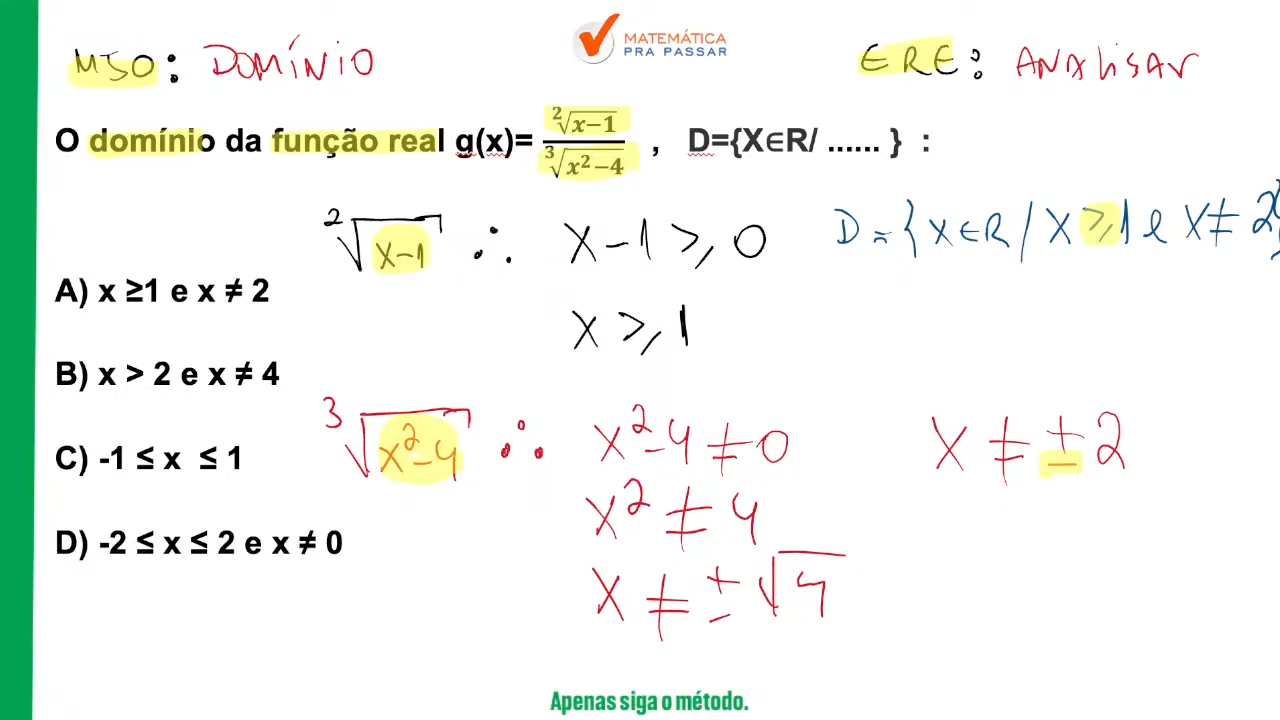 MATEMÁTICA
PRA PASSAR
MJO: DOMÍNIO
ERE: ANALISAR
O domínio da função real g(x)= ²√x−1 / ³√x²−4 , D={X∈R/ ...... } :
²√x−1 ∴ x−1 ≥ 0
D={x∈R/x ≥ 1 e x≠2}
A) x ≥1 e x ≠ 2
x ≥ 1
B) x > 2 e x ≠ 4
³√x²−4 ∴ x²−4≠0
x ≠ ±2
C) -1 ≤ x ≤ 1
x² ≠ 4
D) -2 ≤ x ≤ 2 e x ≠ 0
x ≠ ±√4
Apenas siga o método.